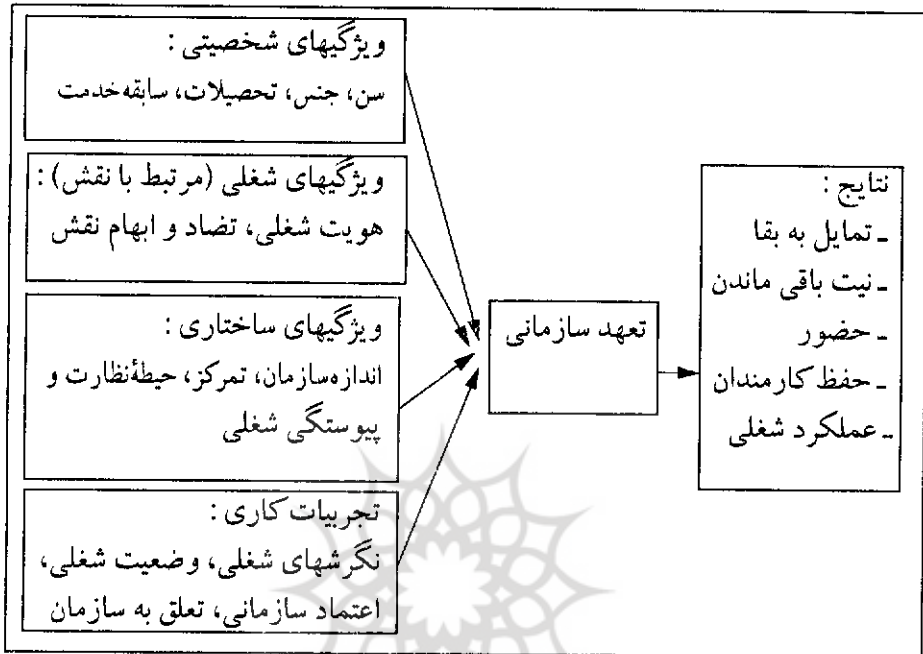 ویژگیهای شخصیتی :
سن، جنس، تحصیلات، سابقه‌خدمت
ویژگیهای شغلی (مرتبط با نقش) :
هویت شغلی، تضاد و ابهام نقش
ویژگیهای ساختاری :
اندازه‌سازمان، تمرکز، حیطهٔ‌نظارت و
پیوستگی شغلی
تجربیات کاری :
نگرشهای شغلی، وضعیت شغلی،
اعتماد سازمانی، تعلق به سازمان
تعهد سازمانی
نتایج :
ـ تمایل به بقا
ـ نیت باقی ماندن
ـ حضور
ـ حفظ کارمندان
ـ عملکرد شغلی